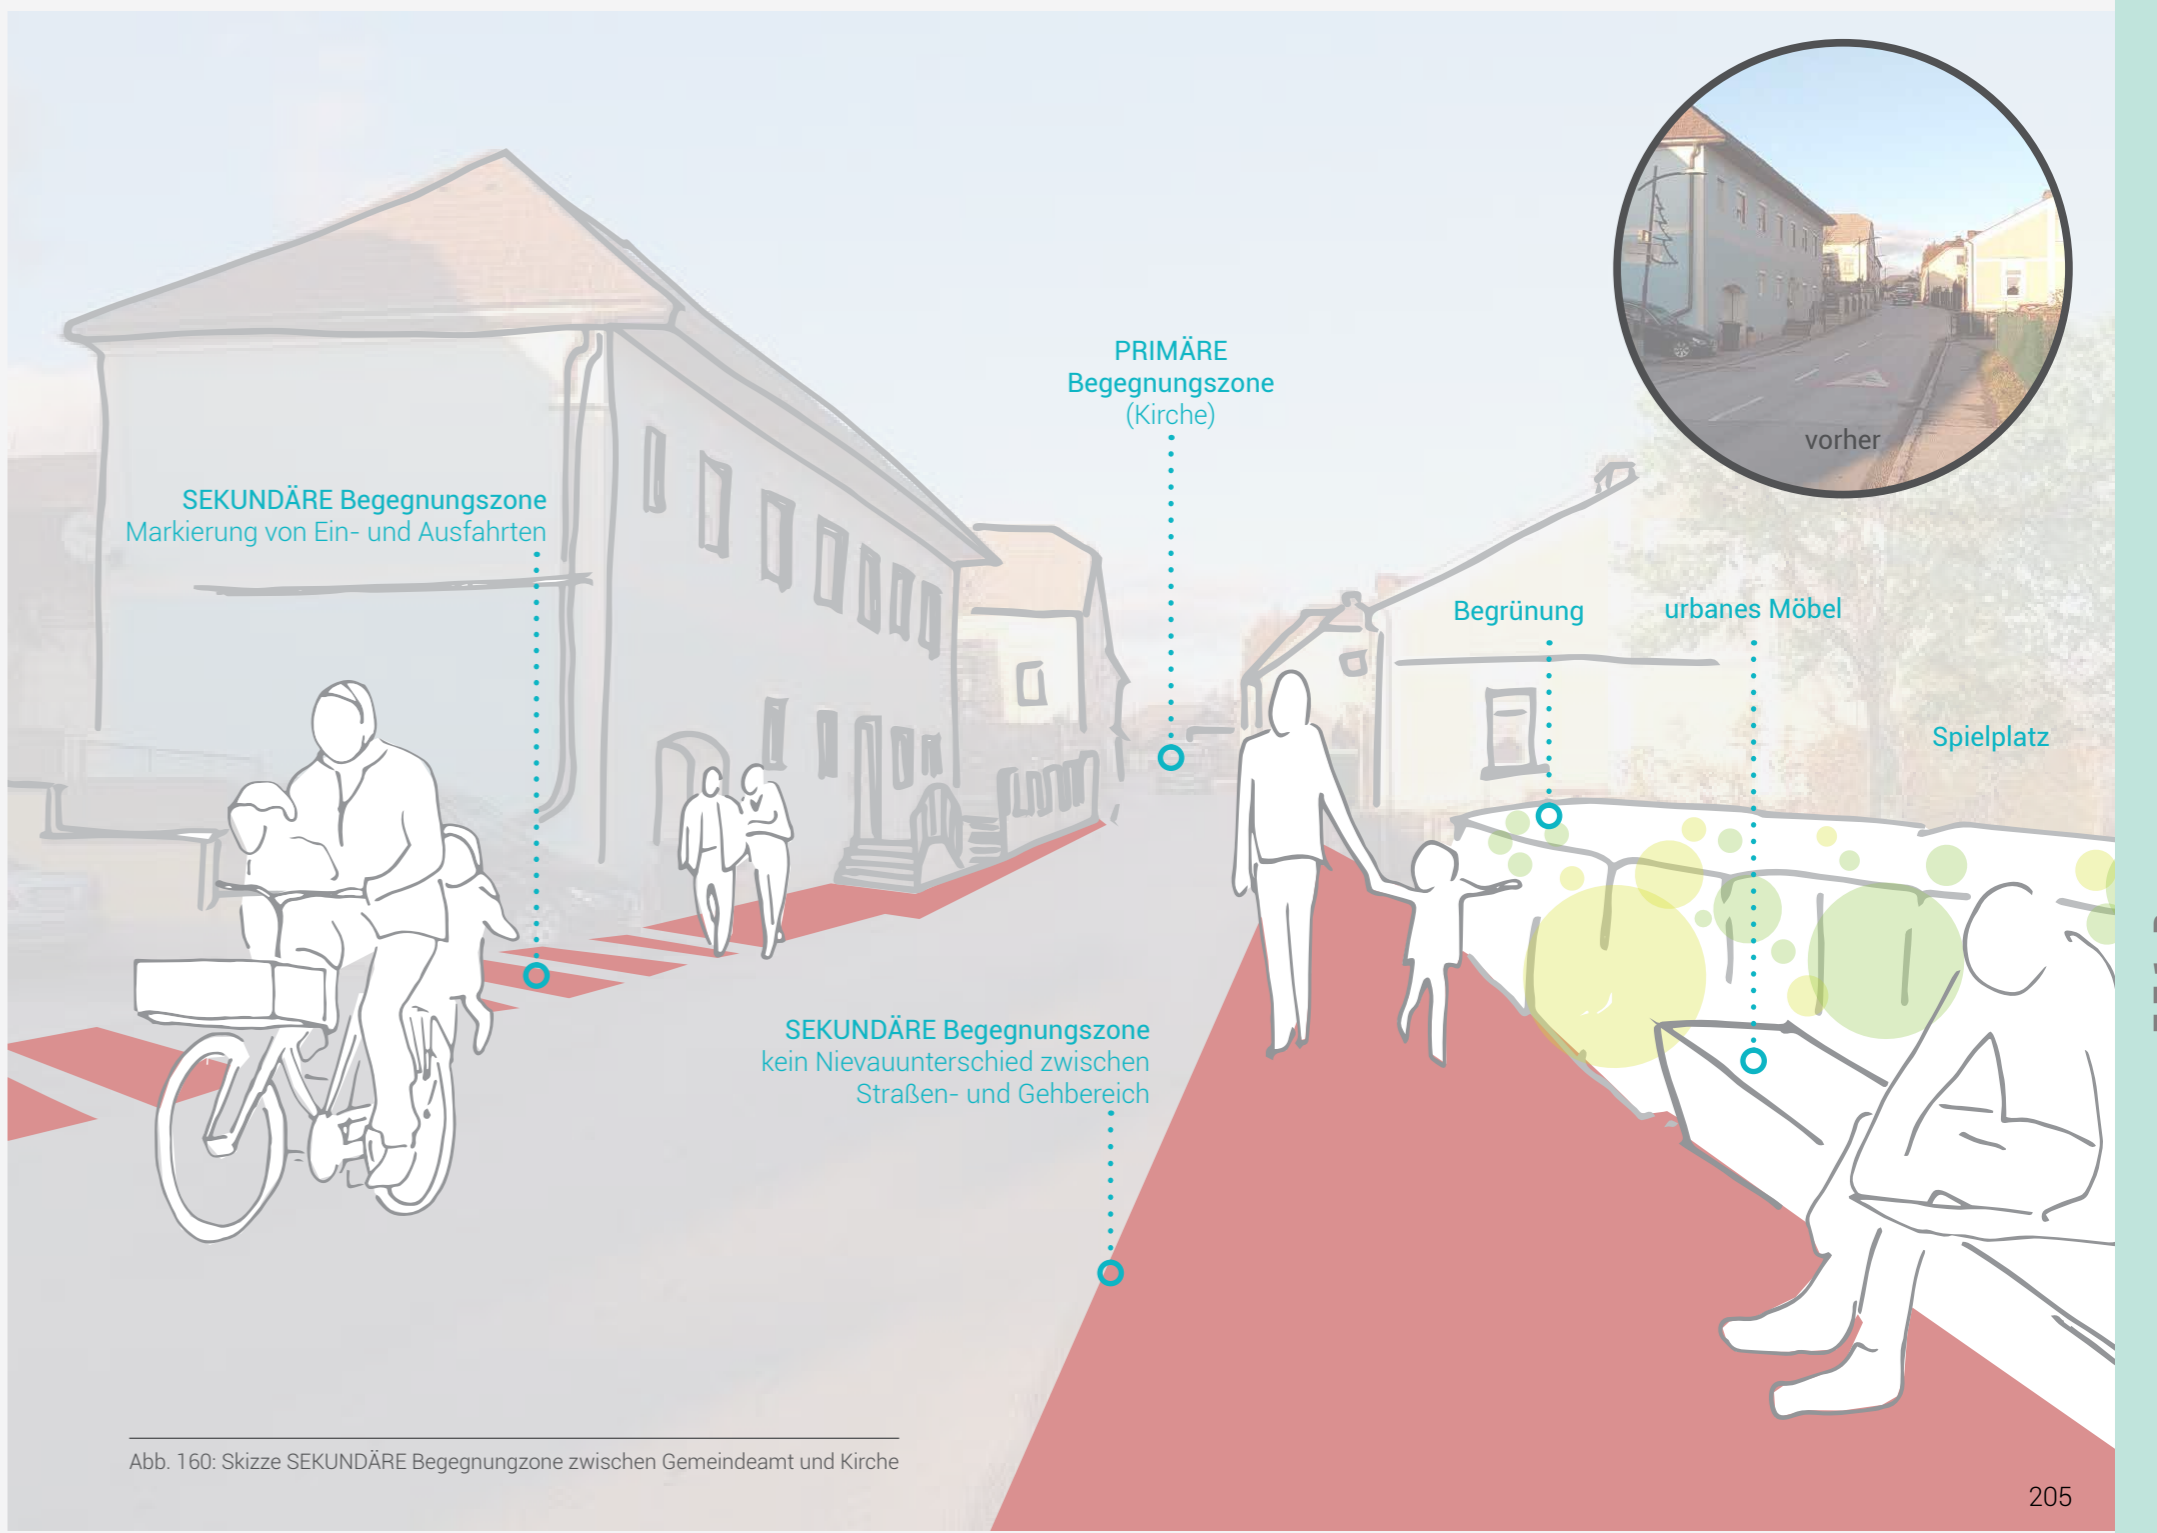 PRIMÄRE
Begegnungszone
(Kirche)
vorher
SEKUNDÄRE Begegnungszone
Markierung von Ein- und Ausfahrten
Begrünung
urbanes Möbel
Spielplatz
SEKUNDÄRE Begegnungszone
kein Nievauunterschied zwischen
Straßen- und Gehbereich
Abb. 160: Skizze SEKUNDÄRE Begegnungzone zwischen Gemeindeamt und Kirche
205